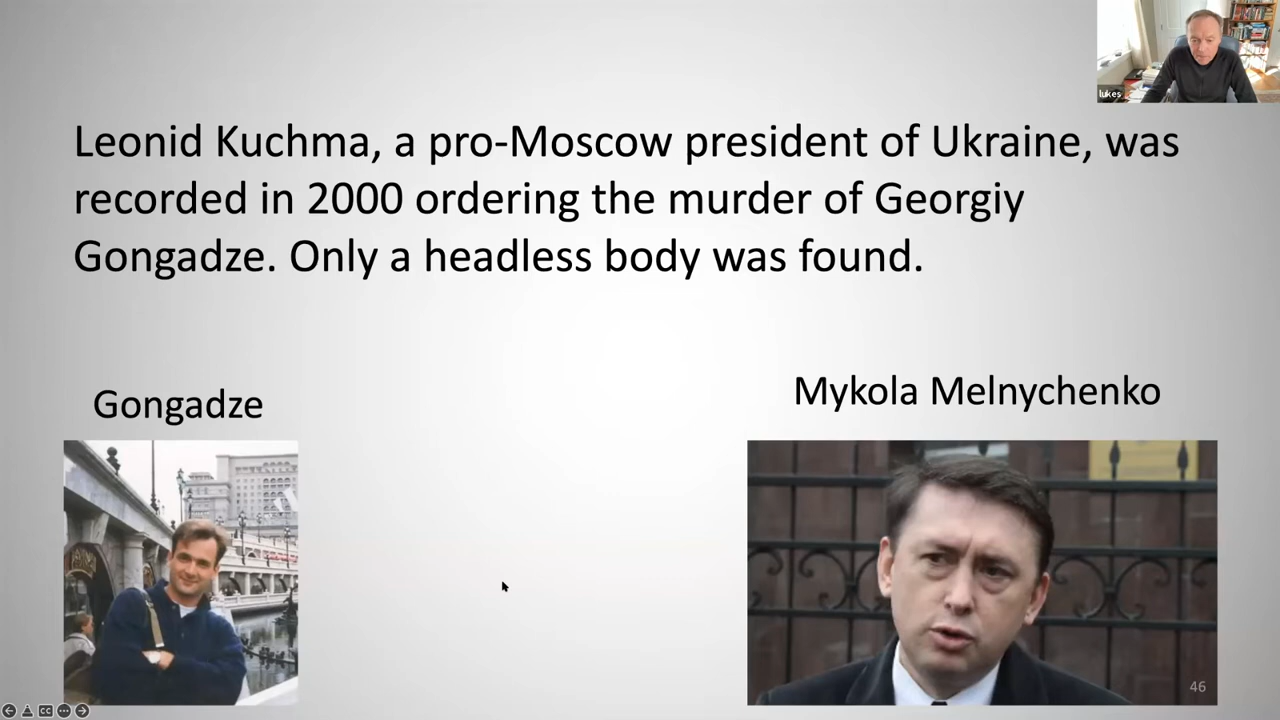 lukes
Leonid Kuchma, a pro-Moscow president of Ukraine, was
recorded in 2000 ordering the murder of Georgiy
Gongadze. Only a headless body was found.
Gongadze
Mykola Melnychenko
46
CC